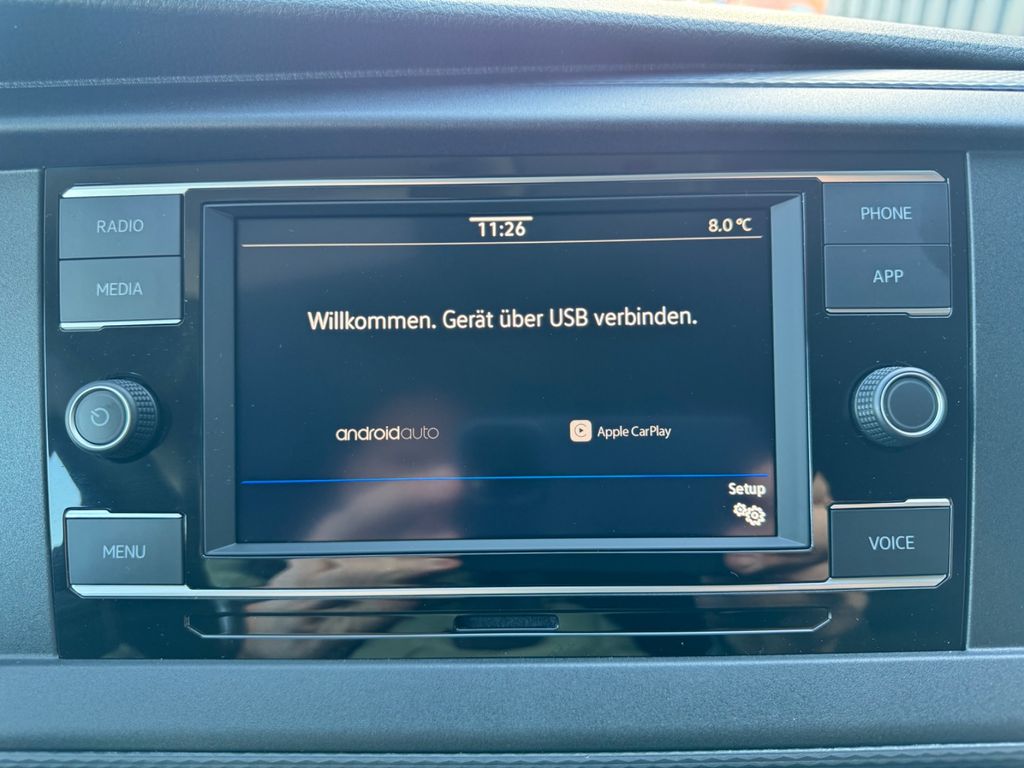 RADIO
MEDIA
MENU
11:26
8.0 °C
Willkommen. Gerät über USB verbinden.
androidauto
Apple CarPlay
Setup
PHONE
APP
VOICE